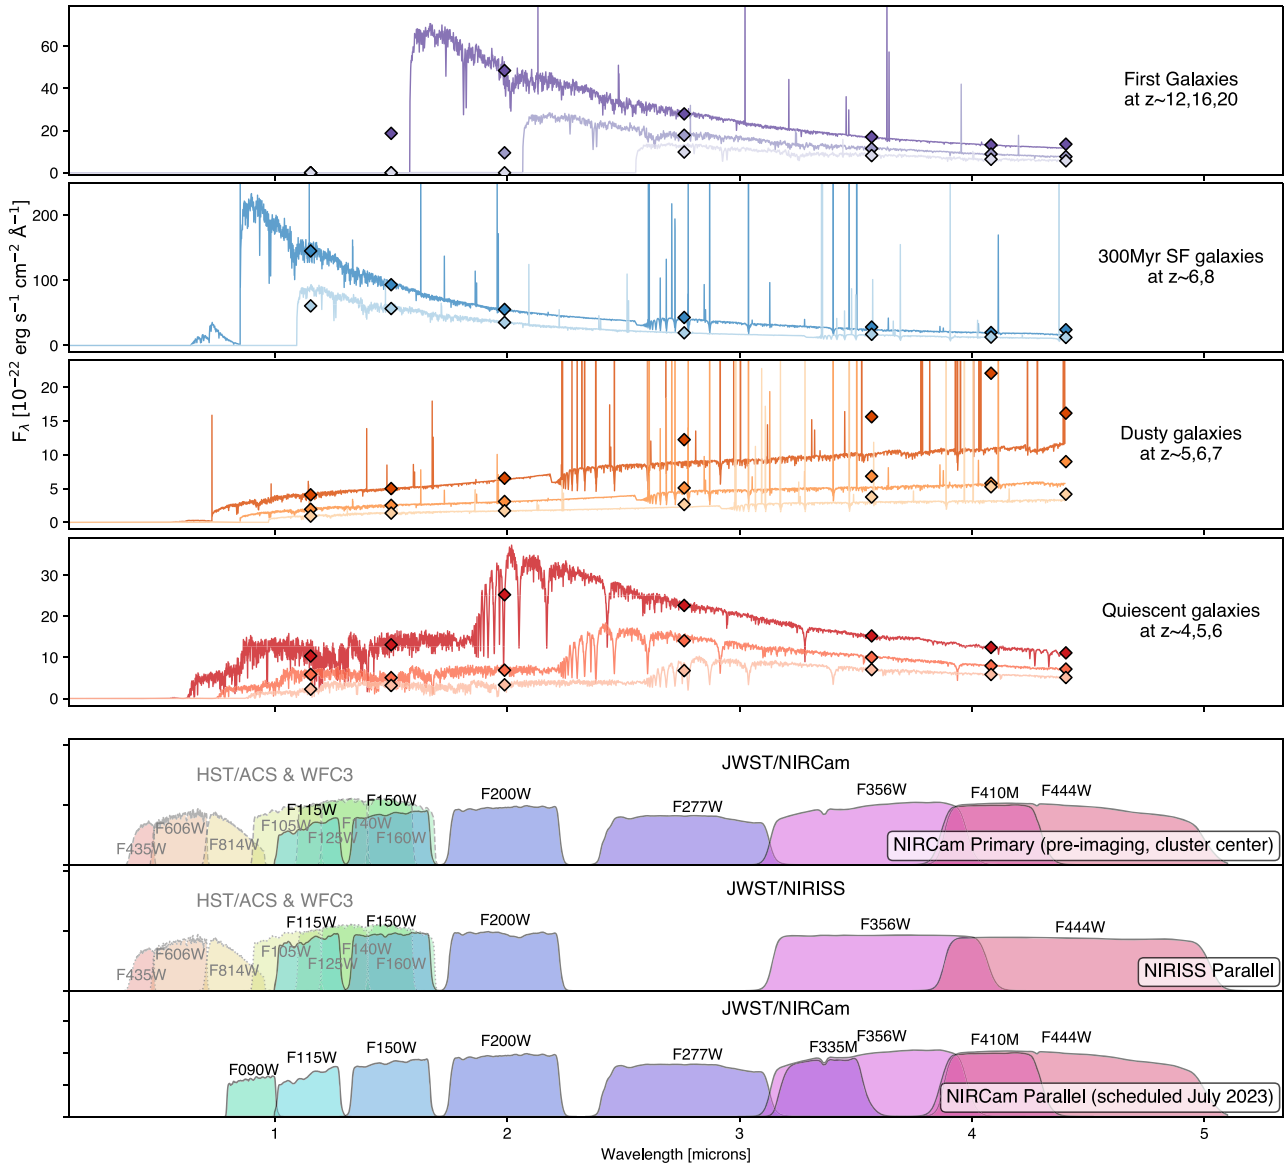 60
40
20
0
First Galaxies
at z~12,16,20
200
100
0
300Myr SF galaxies
at z~6,8
F𝜆 [10⁻²² erg s⁻¹ cm⁻² Å⁻¹]
20
15
10
5
0
Dusty galaxies
at z~5,6,7
30
20
10
0
Quiescent galaxies
at z~4,5,6
HST/ACS & WFC3
JWST/NIRCam
F435W
F606W
F814W
F105W
F115W
F125W
F140W
F150W
F160W
F200W
F277W
F356W
F410M
F444W
NIRCam Primary (pre-imaging, cluster center)
HST/ACS & WFC3
JWST/NIRISS
F435W
F606W
F814W
F105W
F115W
F125W
F140W
F150W
F160W
F200W
F356W
F444W
NIRISS Parallel
JWST/NIRCam
F090W
F115W
F150W
F200W
F277W
F335M
F356W
F410M
F444W
NIRCam Parallel (scheduled July 2023)
1
2
3
4
5
Wavelength [microns]